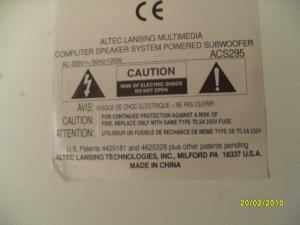 CE
ALTEC LANSING MULTIMEDIA
COMPUTER SPEAKER SYSTEM POWERED SUBWOOFER
AC 230V~ 50Hz/120W ACS295
CAUTION
RISK OF ELECTRIC SHOCK
DO NOT OPEN
AVIS: RISQUE DE CHOC ELECTRIQUE – NE PAS OUVRIR
CAUTION: FOR CONTINUED PROTECTION AGAINST A RISK OF
FIRE, REPLACE ONLY WITH SAME TYPE T0.5A 250V FUSE
ATTENTION: UTILISEUR UN FUSIBLE DE RECHANGE DE MEME TYPE DE T0.5A 250V
U.S. Patents 4429181 and 4625328 plus other patents pending
ALTEC LANSING TECHNOLOGIES, INC., MILFORD PA 18337 U.S.A.
MADE IN CHINA
20/02/2010